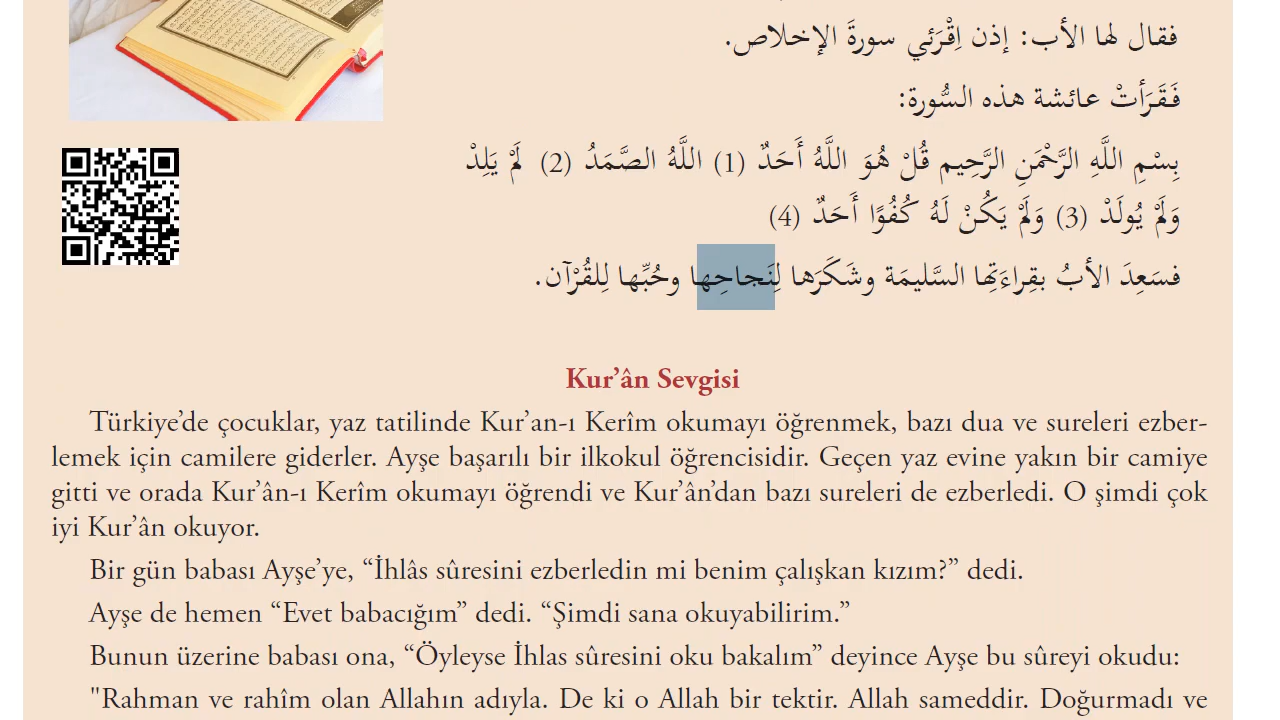 فقال لها الأب: إذن اِقْرَئي سورةَ الإخلاص.
فَقَرَأتْ عائشة هذه السُّورة:
بِسْمِ اللَّهِ الرَّحْمَنِ الرَّحِيم قُلْ هُوَ اللَّهُ أَحَدٌ (1) اللَّهُ الصَّمَدُ (2) لَمْ يَلِدْ
وَلَمْ يُولَدْ (3) وَلَمْ يَكُنْ لَهُ كُفُوًا أَحَدٌ (4)
فسَعِدَ الأبُ بقِراءَتِها السَّليمَة وشَكَرَها لِنَجاحِها وحُبِّها لِلقُرْآن.
Kur’ân Sevgisi
Türkiye’de çocuklar, yaz tatilinde Kur’an-ı Kerîm okumayı öğrenmek, bazı dua ve sureleri ezber-
lemek için camilere giderler. Ayşe başarılı bir ilkokul öğrencisidir. Geçen yaz evine yakın bir camiye
gitti ve orada Kur’ân-ı Kerîm okumayı öğrendi ve Kur’ân’dan bazı sureleri de ezberledi. O şimdi çok
iyi Kur’ân okuyor.
Bir gün babası Ayşe’ye, “İhlâs sûresini ezberledin mi benim çalışkan kızım?” dedi.
Ayşe de hemen “Evet babacığım” dedi. “Şimdi sana okuyabilirim.”
Bunun üzerine babası ona, “Öyleyse İhlas sûresini oku bakalım” deyince Ayşe bu sûreyi okudu:
"Rahman ve rahîm olan Allahın adıyla. De ki o Allah bir tektir. Allah sameddir. Doğurmadı ve